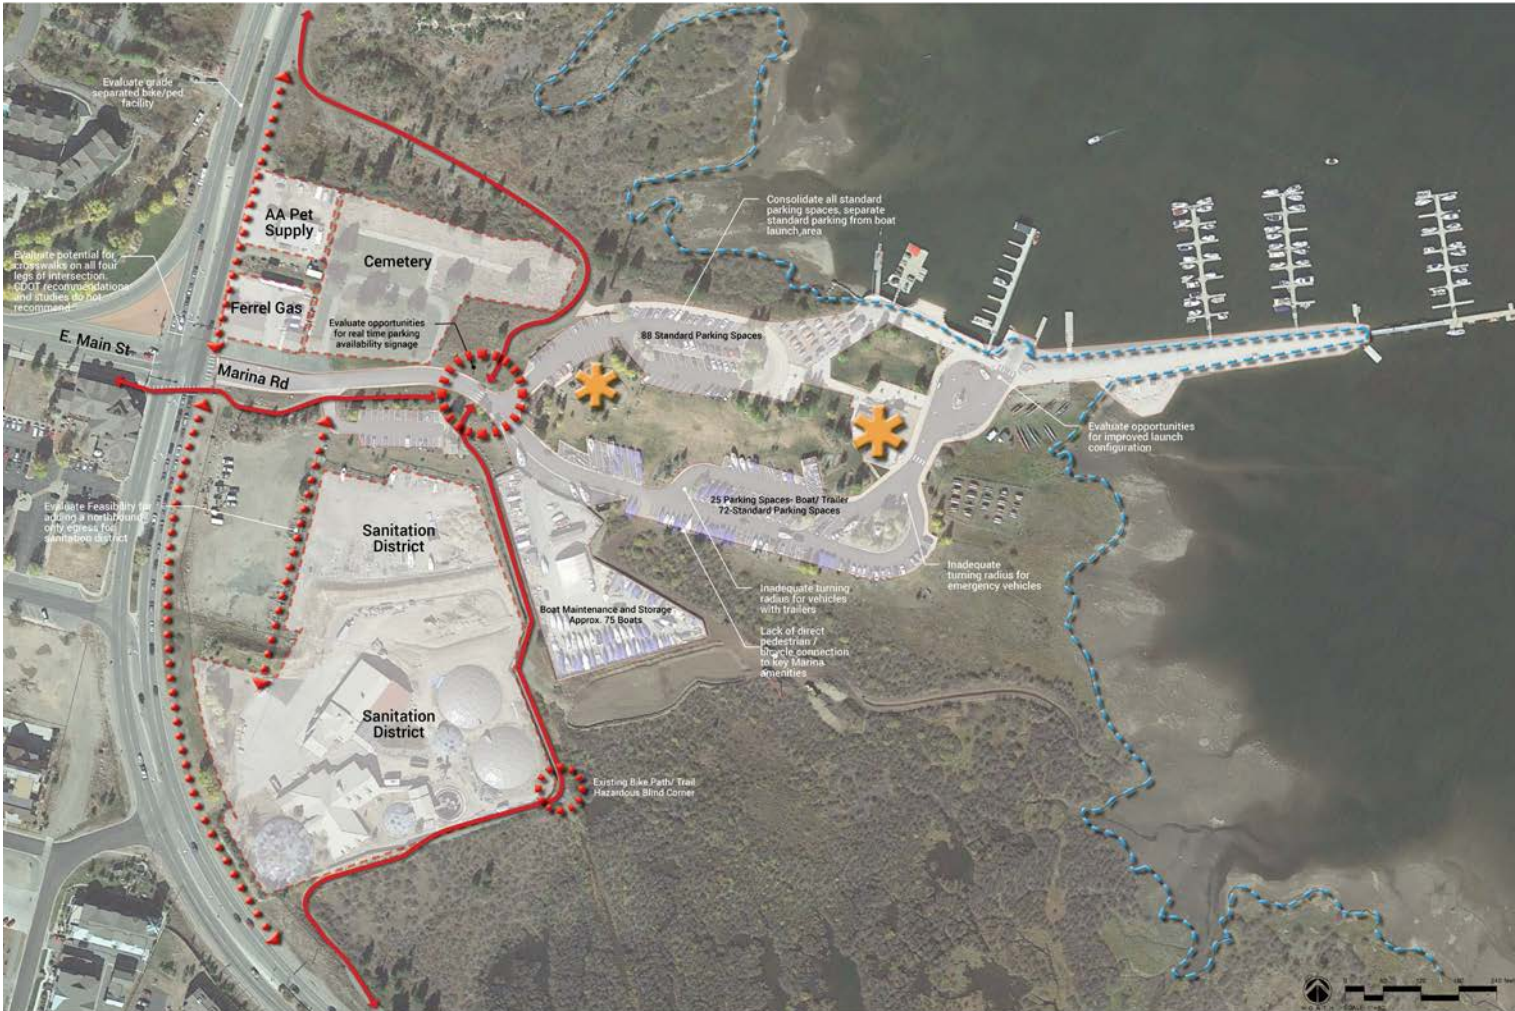 Evaluate grade
separated bike/ped
facility
AA Pet
Supply
Cemetery
Consolidate all standard
parking spaces, separate
standard parking from boat
launch area
Evaluate potential for
crosswalks on all four
legs of intersection.
CDOT recommendations
and studies do not
recommend
Ferrel Gas
Evaluate opportunities
for real time parking
availability signage
88 Standard Parking Spaces
E. Main St
Marina Rd
Evaluate opportunities
for improved launch
configuration
Evaluate Feasibility for
adding a northbound
only egress for
sanitation district
Sanitation
District
25 Parking Spaces- Boat/ Trailer
72-Standard Parking Spaces
Inadequate
turning radius for
emergency vehicles
Inadequate turning
radius for vehicles
with trailers
Boat Maintenance and Storage
Approx. 75 Boats
Lack of direct
pedestrian /
bicycle connection
to key Marina
amenities
Sanitation
District
Existing Bike Path/ Trail
Hazardous Blind Corner
NORTH